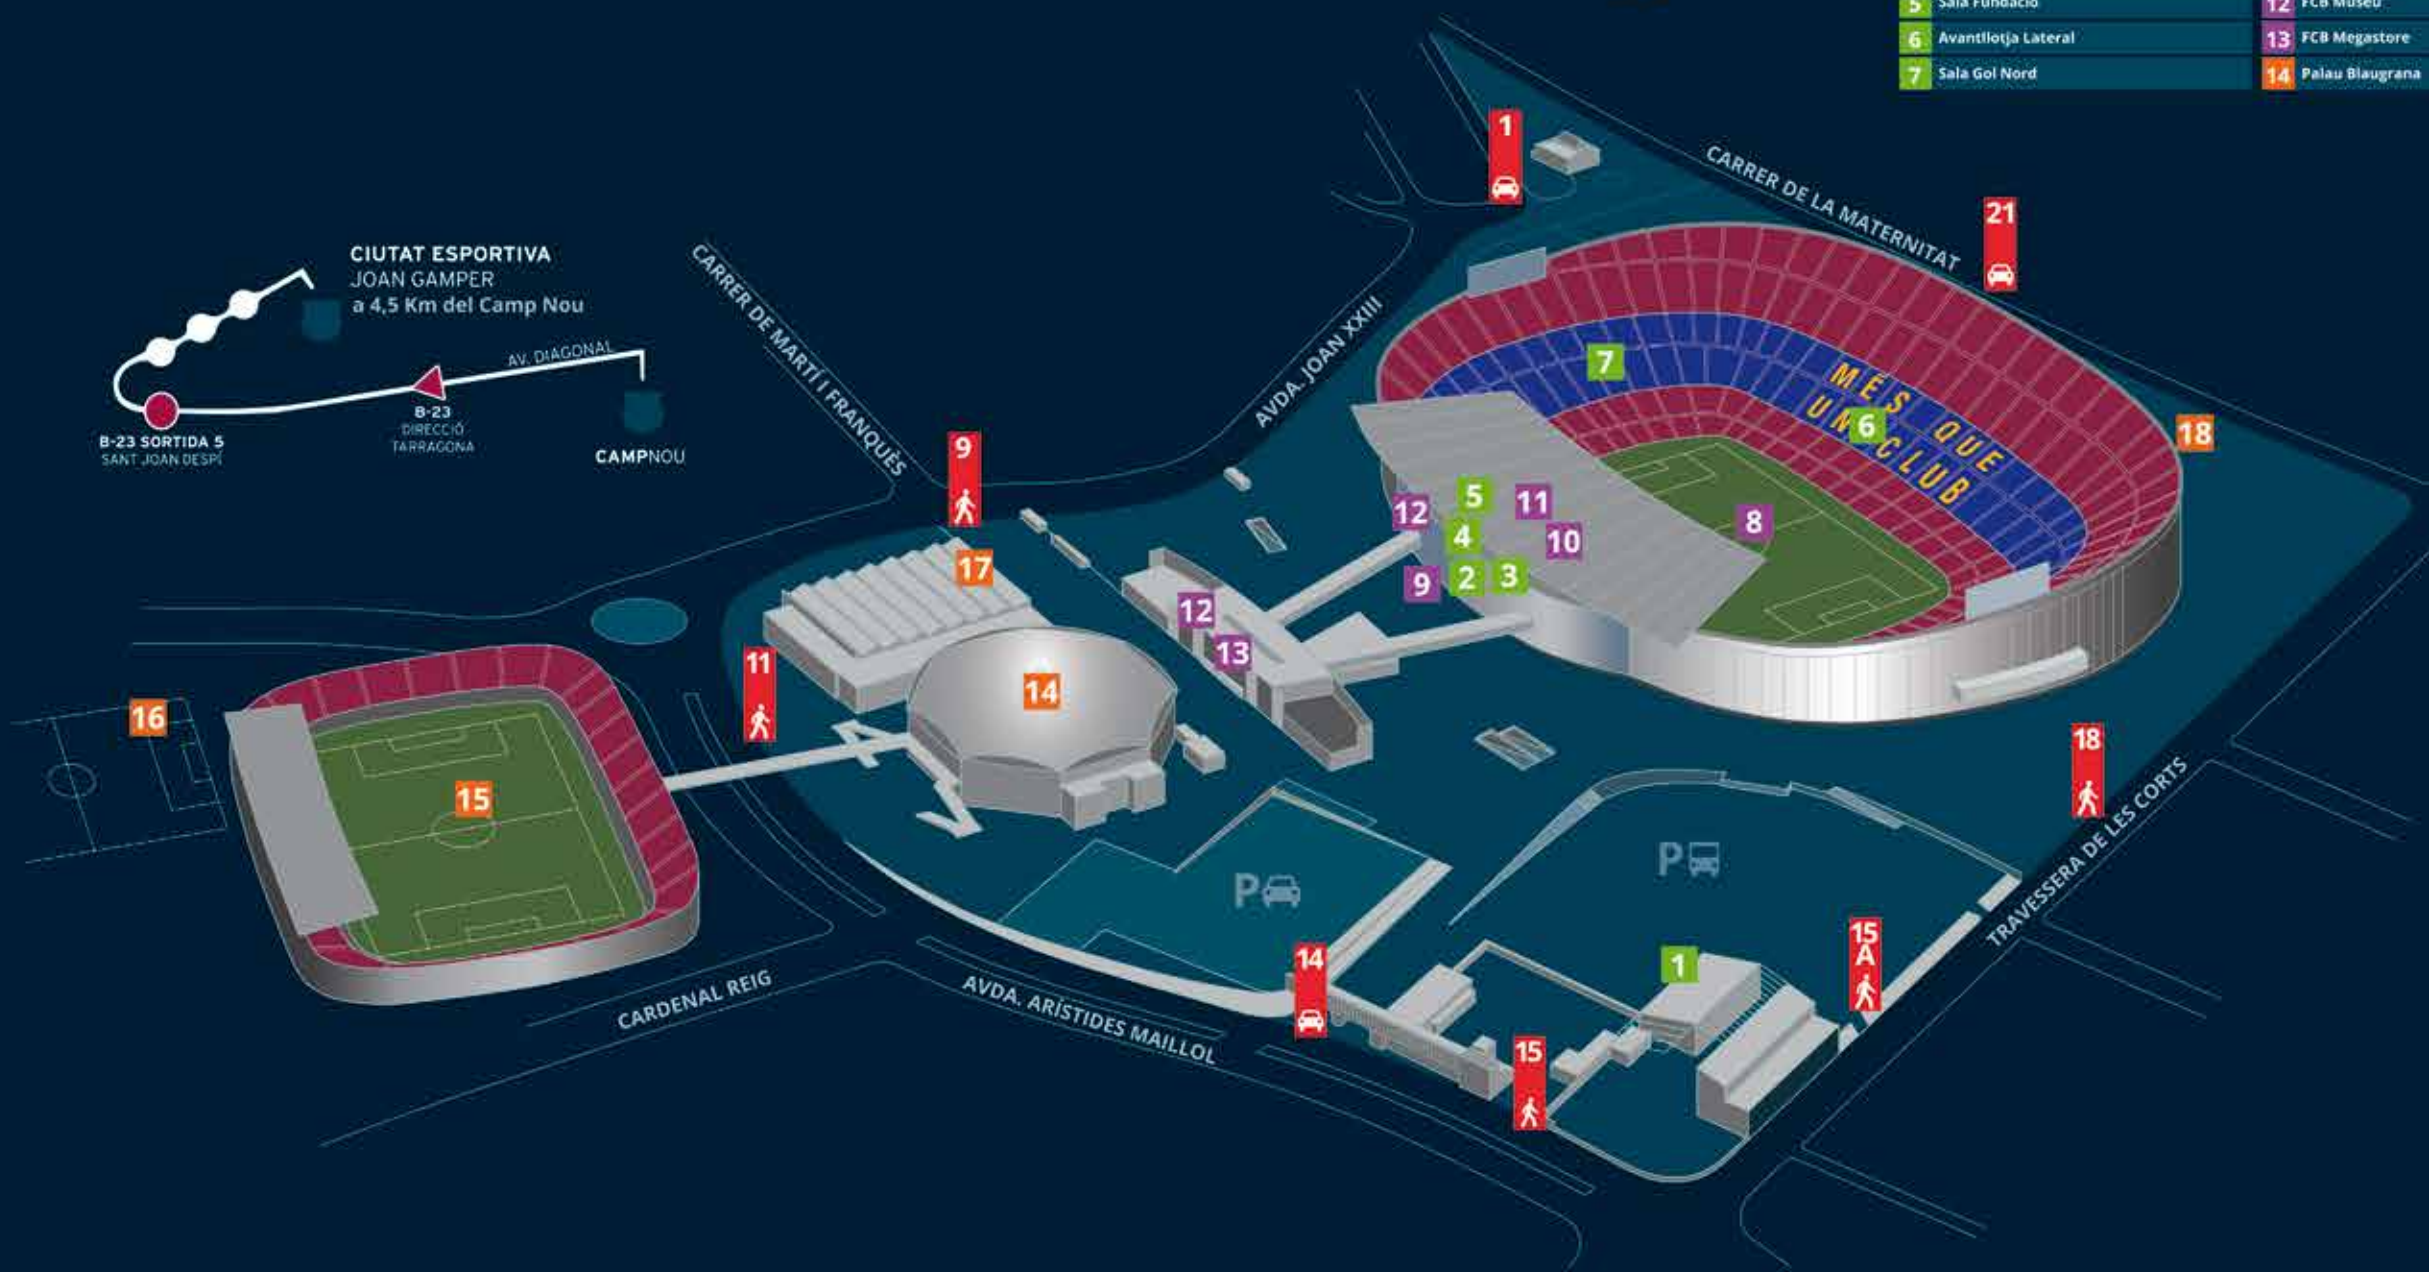 5 Sala Fundació
12 FCB Museu
6 Avantllotja Lateral
13 FCB Megastore
7 Sala Gol Nord
14 Palau Blaugrana
1
CARRER DE LA MATERNITAT
21
CIUTAT ESPORTIVA
JOAN GAMPER
a 4,5 Km del Camp Nou
AV. DIAGONAL
B-23
DIRECCIÓ
TARRAGONA
B-23 SORTIDA 5
SANT JOAN DESPÍ
CAMPNOU
CARRER DE MARTÍ I FRANQUÈS
AVDA. JOAN XXIII
7
MÉS QUE
UN CLUB
6
18
9
5
11
12
4
10
8
9
2
3
17
12
13
11
14
16
15
18
TRAVESSERA DE LES CORTS
P
P
14
1
15
A
15
CARDENAL REIG
AVDA. ARÍSTIDES MAILLOL